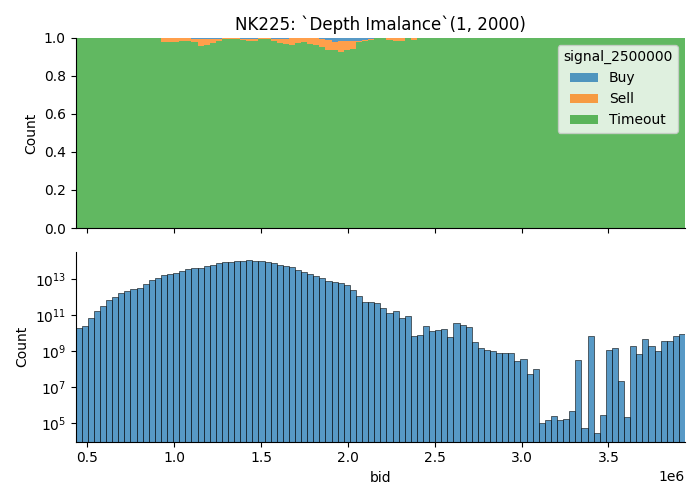 NK225: `Depth Imalance`(1, 2000)
1.0
0.8
0.6
0.4
0.2
0.0
Count
signal_2500000
Buy
Sell
Timeout
10^13
10^11
10^9
10^7
10^5
Count
0.5 1.0 1.5 2.0 2.5 3.0 3.5
1e6
bid